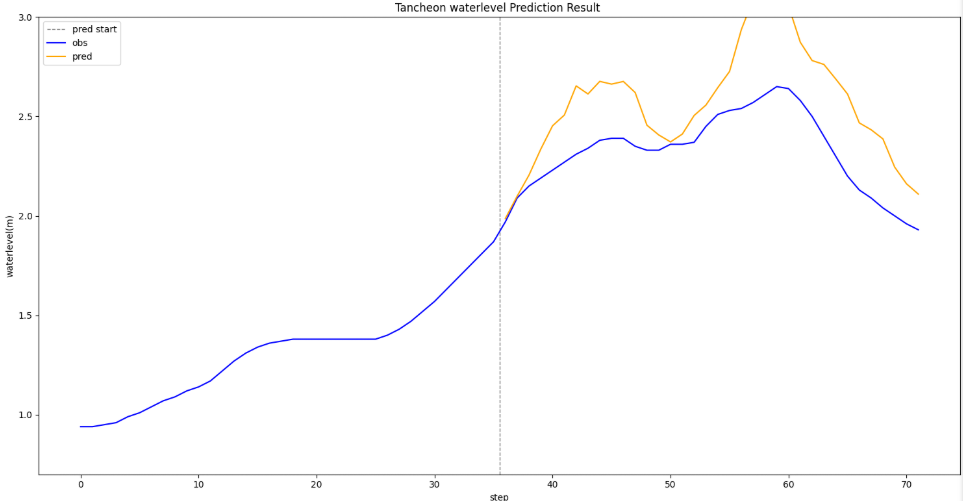 Tancheon waterlevel Prediction Result
pred start
obs
pred
waterlevel(m)
3.0
2.5
2.0
1.5
1.0
0 10 20 30 40 50 60 70
step